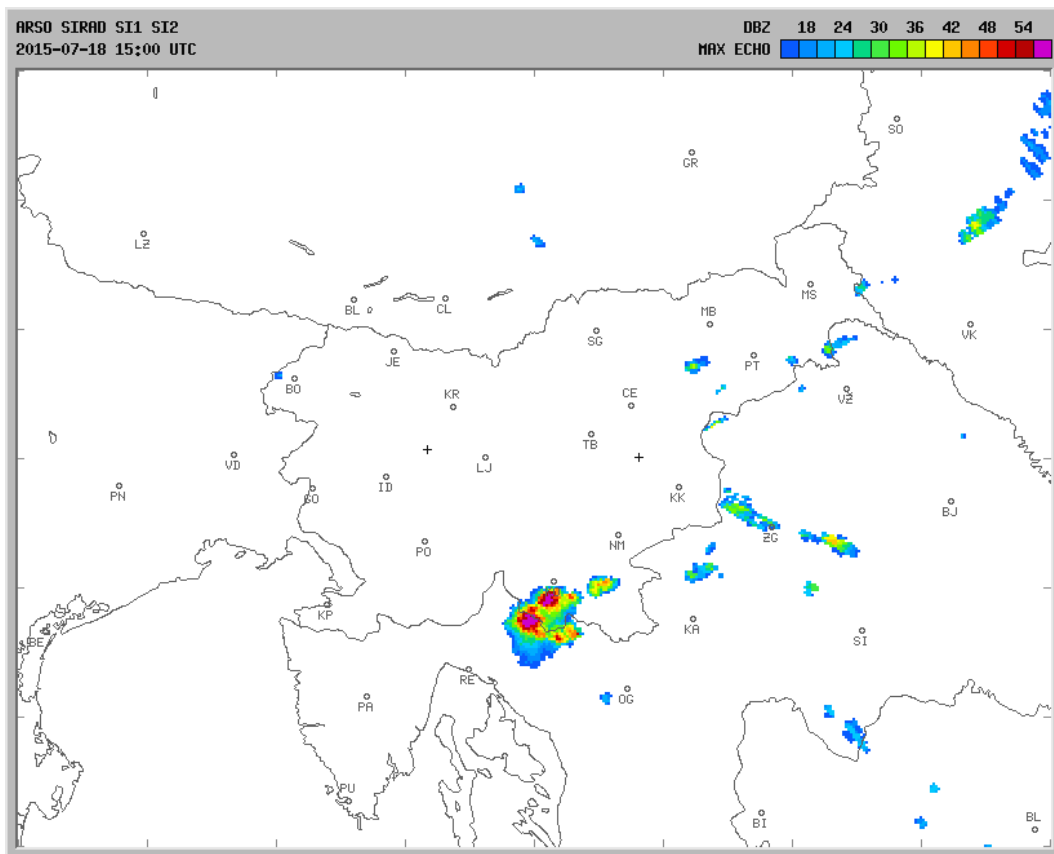 ARSO SIRAD SI1 SI2
DBZ 18 24 30 36 42 48 54
2015-07-18 15:00 UTC
MAX ECHO
SO
GR
LZ
MS
BL
CL
MB
VK
SG
JE
PT
BO
KR
CE
VŽ
TB
VD
LJ
ID
KK
PN
GO
BJ
PO
NM
ZG
KP
KA
BE
SI
RE
PA
OG
PU
BI
BL